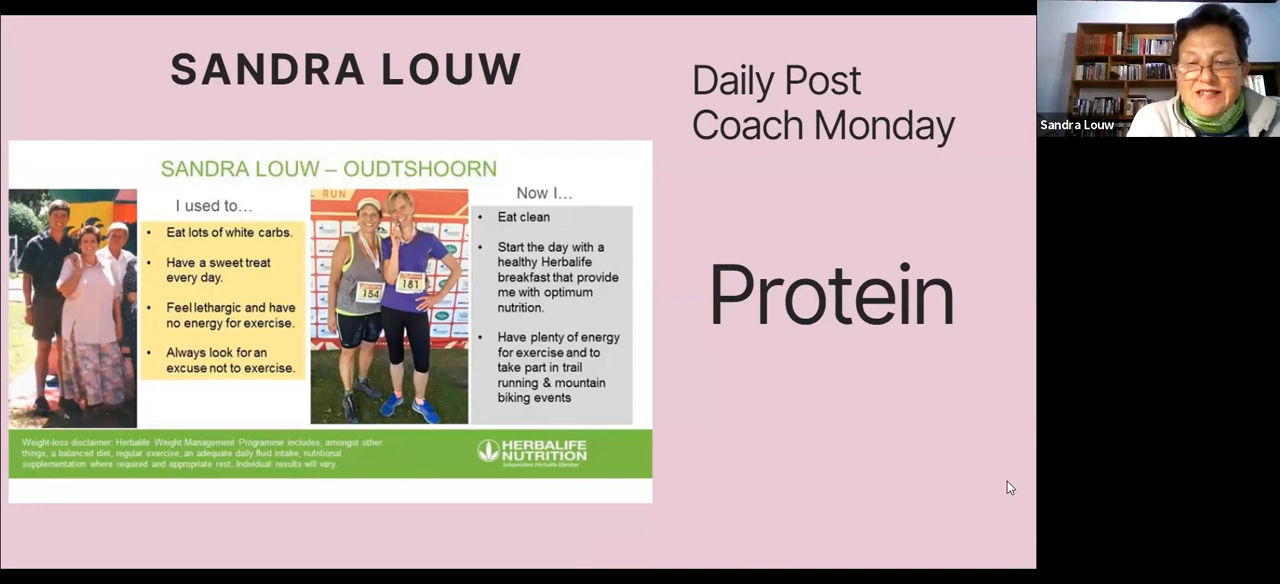 SANDRA LOUW
SANDRA LOUW – OUDTSHOORN
I used to…
• Eat lots of white carbs.
• Have a sweet treat
every day.
• Feel lethargic and have
no energy for exercise.
• Always look for an
excuse not to exercise.
L RUN
154
181
Now I…
• Eat clean
• Start the day with a
healthy Herbalife
breakfast that provide
me with optimum
nutrition.
• Have plenty of energy
for exercise and to
take part in trail
running & mountain
biking events
Weight-loss disclaimer: Herbalife Weight Management Programme includes, amongst other
things, a balanced diet, regular exercise, an adequate daily fluid intake, nutritional
supplementation where required and appropriate rest, Individual results will vary.
HERBALIFE
NUTRITION
Independent Herbalife Member
Daily Post
Coach Monday
Protein
Sandra Louw